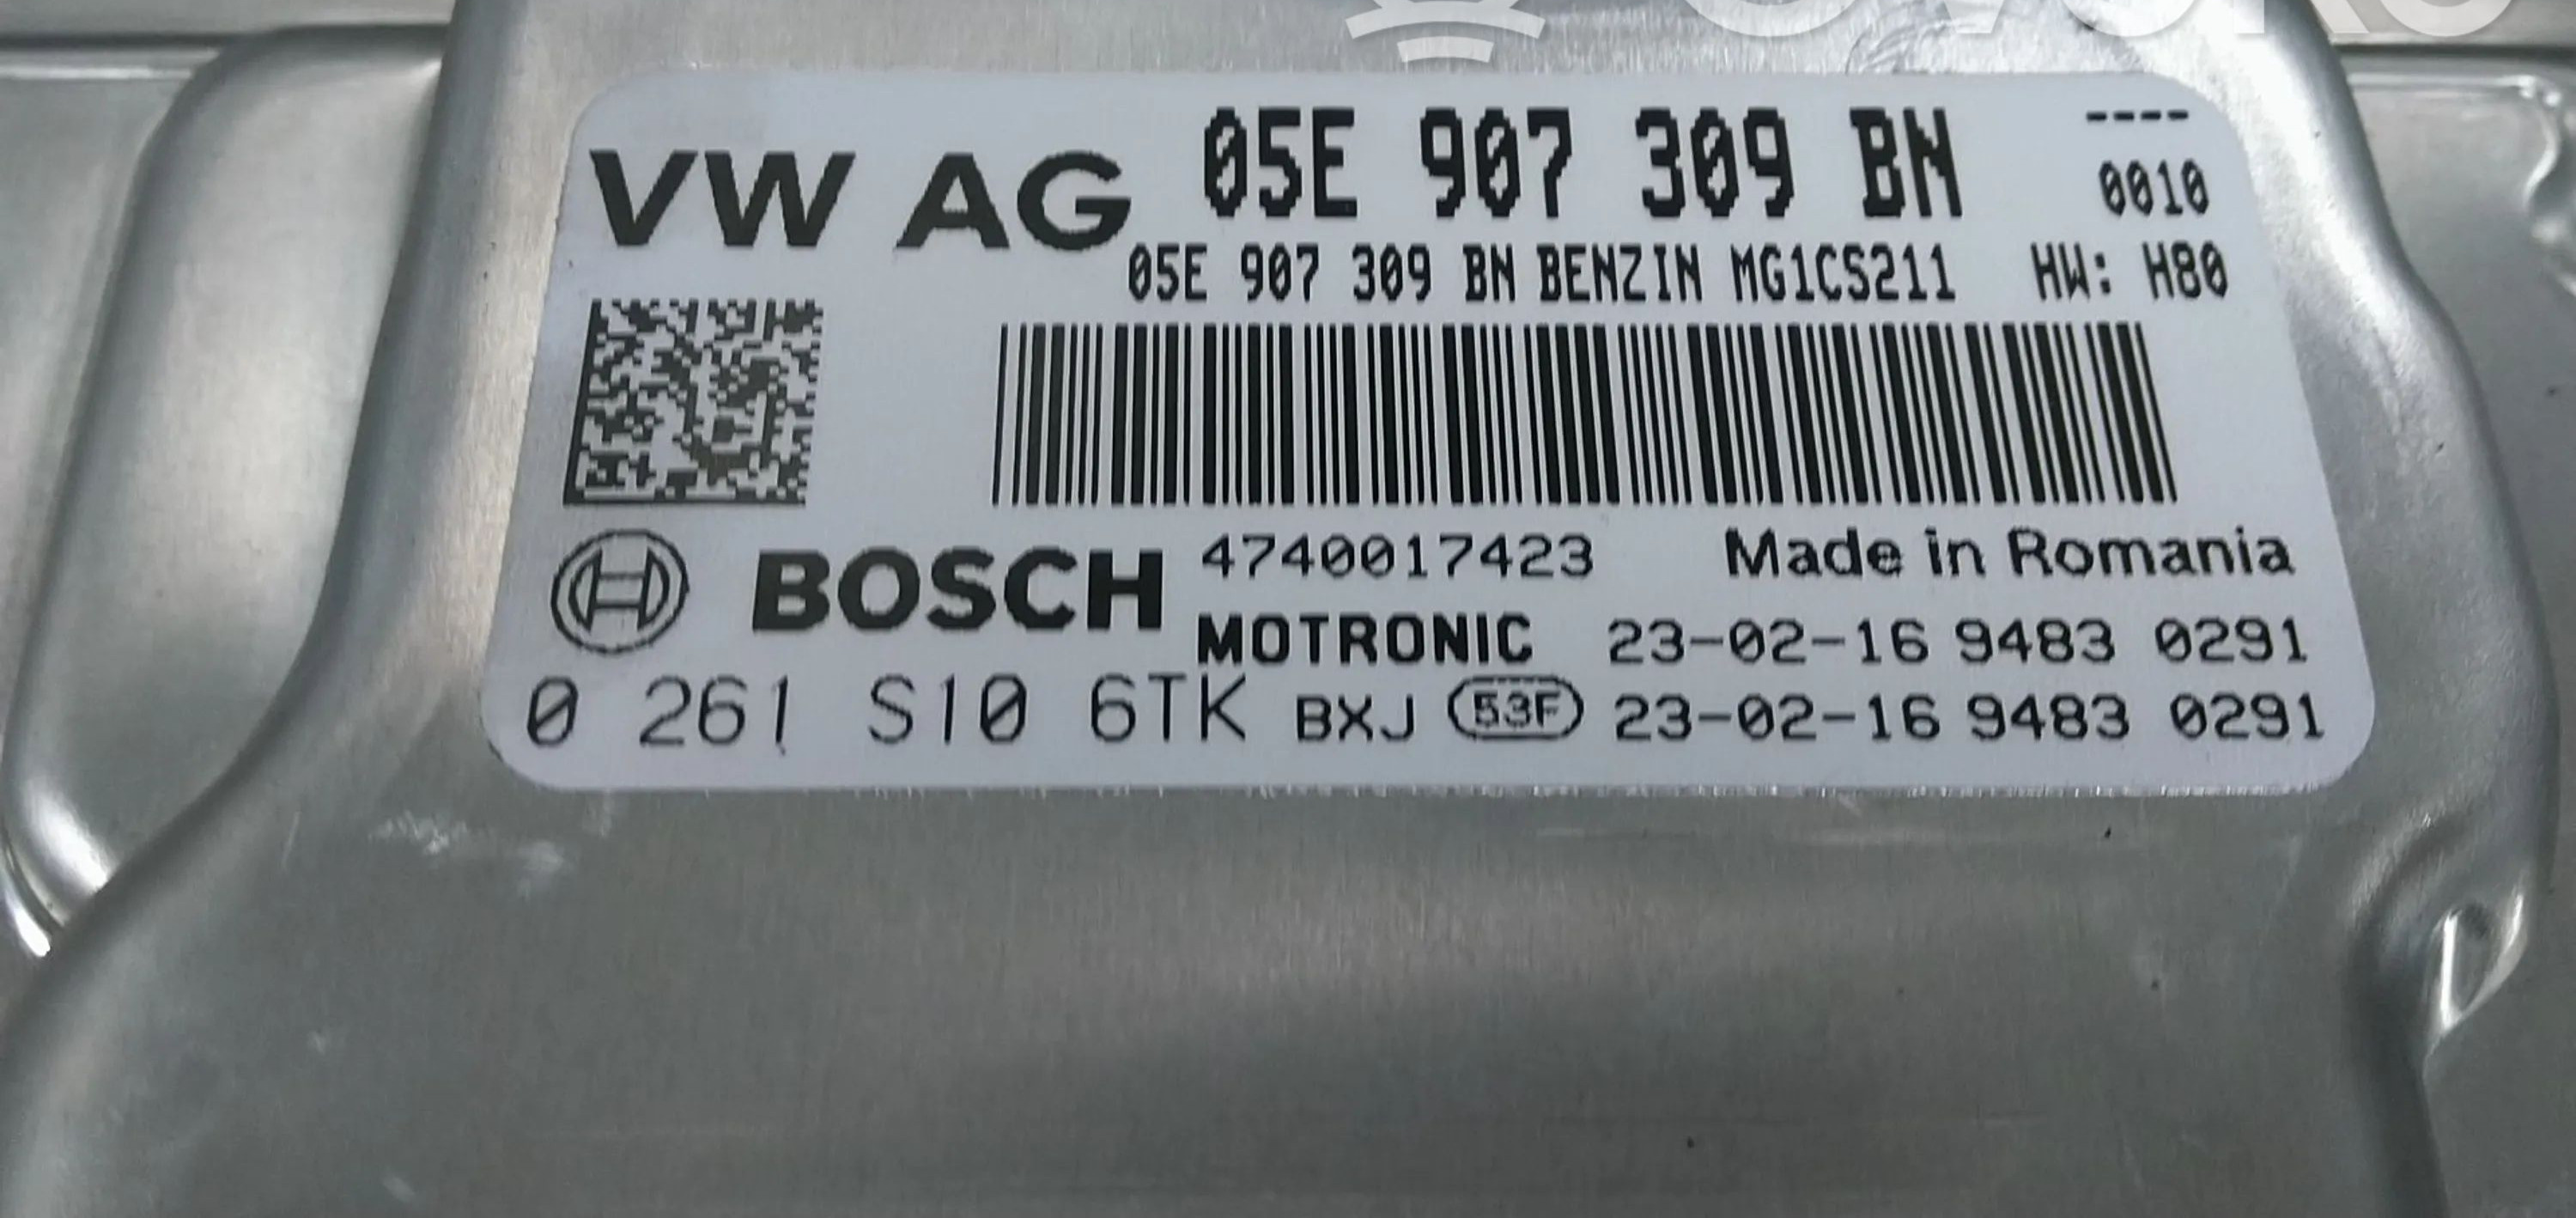 VW AG 05E 907 309 BN ----
0010
05E 907 309 BN BENZIN MG1CS211 HW: H80
BOSCH 4740017423 Made in Romania
MOTRONIC 23-02-16 9483 0291
0 261 S10 6TK BXJ 53F 23-02-16 9483 0291